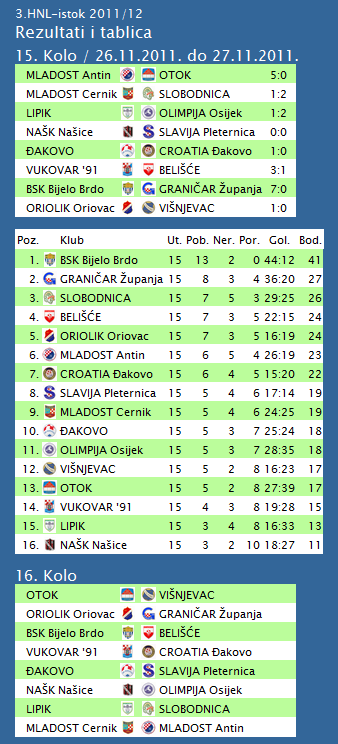 3.HNL-istok 2011/12
Rezultati i tablica
15. Kolo / 26.11.2011. do 27.11.2011.
MLADOST Antin OTOK 5:0
MLADOST Cernik SLOBODNICA 1:2
LIPIK OLIMPIJA Osijek 1:2
NAŠK Našice SLAVIJA Pleternica 0:0
ĐAKOVO CROATIA Đakovo 1:0
VUKOVAR '91 BELIŠĆE 3:1
BSK Bijelo Brdo GRANIČAR Županja 7:0
ORIOLIK Oriovac VIŠNJEVAC 1:0
Poz. Klub Ut. Pob. Ner. Por. Gol. Bod.
1. BSK Bijelo Brdo 15 13 2 0 44:12 41
2. GRANIČAR Županja 15 8 3 4 36:20 27
3. SLOBODNICA 15 7 5 3 29:25 26
4. BELIŠĆE 15 7 3 5 22:15 24
5. ORIOLIK Oriovac 15 7 3 5 16:19 24
6. MLADOST Antin 15 6 5 4 26:19 23
7. CROATIA Đakovo 15 6 4 5 15:20 22
8. SLAVIJA Pleternica 15 5 4 6 17:14 19
9. MLADOST Cernik 15 5 4 6 24:25 19
10. ĐAKOVO 15 5 3 7 25:24 18
11. OLIMPIJA Osijek 15 5 3 7 28:35 18
12. VIŠNJEVAC 15 5 2 8 16:23 17
13. OTOK 15 5 2 8 27:39 17
14. VUKOVAR '91 15 4 3 8 19:28 15
15. LIPIK 15 3 4 8 16:33 13
16. NAŠK Našice 15 3 2 10 18:27 11
16. Kolo
OTOK VIŠNJEVAC
ORIOLIK Oriovac GRANIČAR Županja
BSK Bijelo Brdo BELIŠĆE
VUKOVAR '91 CROATIA Đakovo
ĐAKOVO SLAVIJA Pleternica
NAŠK Našice OLIMPIJA Osijek
LIPIK SLOBODNICA
MLADOST Cernik MLADOST Antin